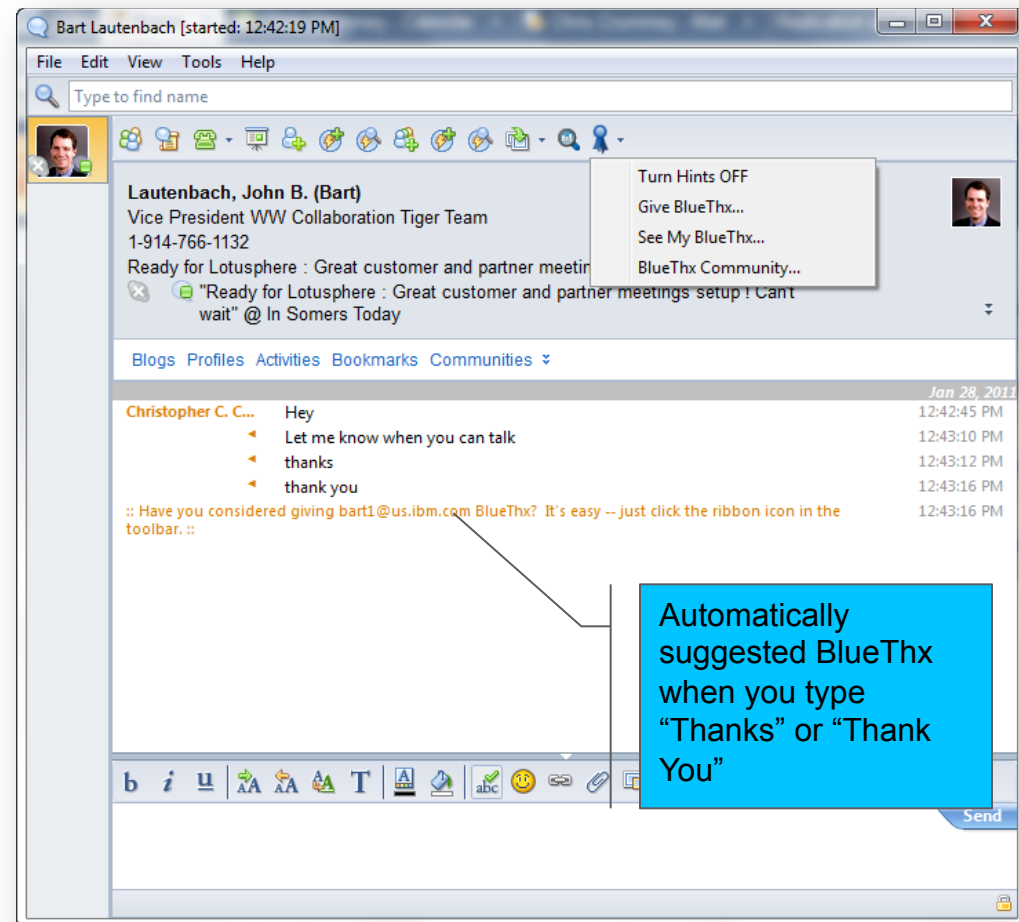 Bart Lautenbach [started: 12:42:19 PM]
File Edit View Tools Help
Type to find name
Turn Hints OFF
Give BlueThx...
See My BlueThx...
BlueThx Community...
Lautenbach, John B. (Bart)
Vice President WW Collaboration Tiger Team
1-914-766-1132
Ready for Lotusphere : Great customer and partner meetin
"Ready for Lotusphere : Great customer and partner meetings setup ! Can't
wait" @ In Somers Today
Blogs Profiles Activities Bookmarks Communities
Jan 28, 2011
Christopher C. C... Hey 12:42:45 PM
Let me know when you can talk 12:43:10 PM
thanks 12:43:12 PM
thank you 12:43:16 PM
:: Have you considered giving bart1@us.ibm.com BlueThx? It's easy -- just click the ribbon icon in the 12:43:16 PM
toolbar. ::
Automatically
suggested BlueThx
when you type
“Thanks” or “Thank
You”
b i u AA AA AA T A abc
Send